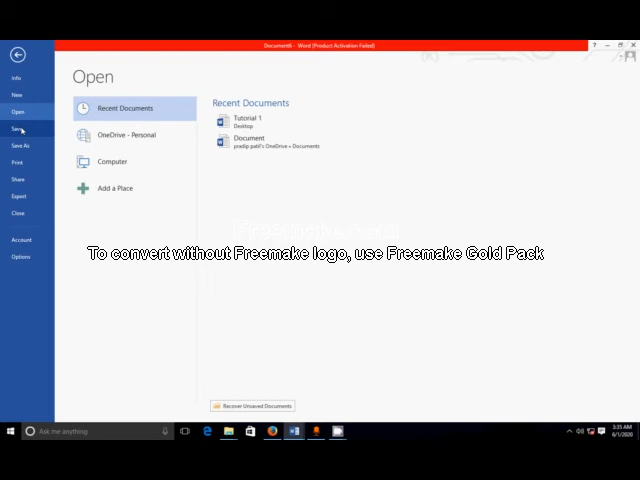 Document6 - Word [Product Activation Failed]
?
Info
New
Open
Save
Save As
Print
Share
Export
Close
Account
Options
Open
Recent Documents
OneDrive - Personal
Computer
Add a Place
Recent Documents
Tutorial 1
Desktop
Document
pradip patil's OneDrive » Documents
To convert without Freemake logo, use Freemake Gold Pack
Recover Unsaved Documents
Ask me anything
3:35 AM
6/1/2020